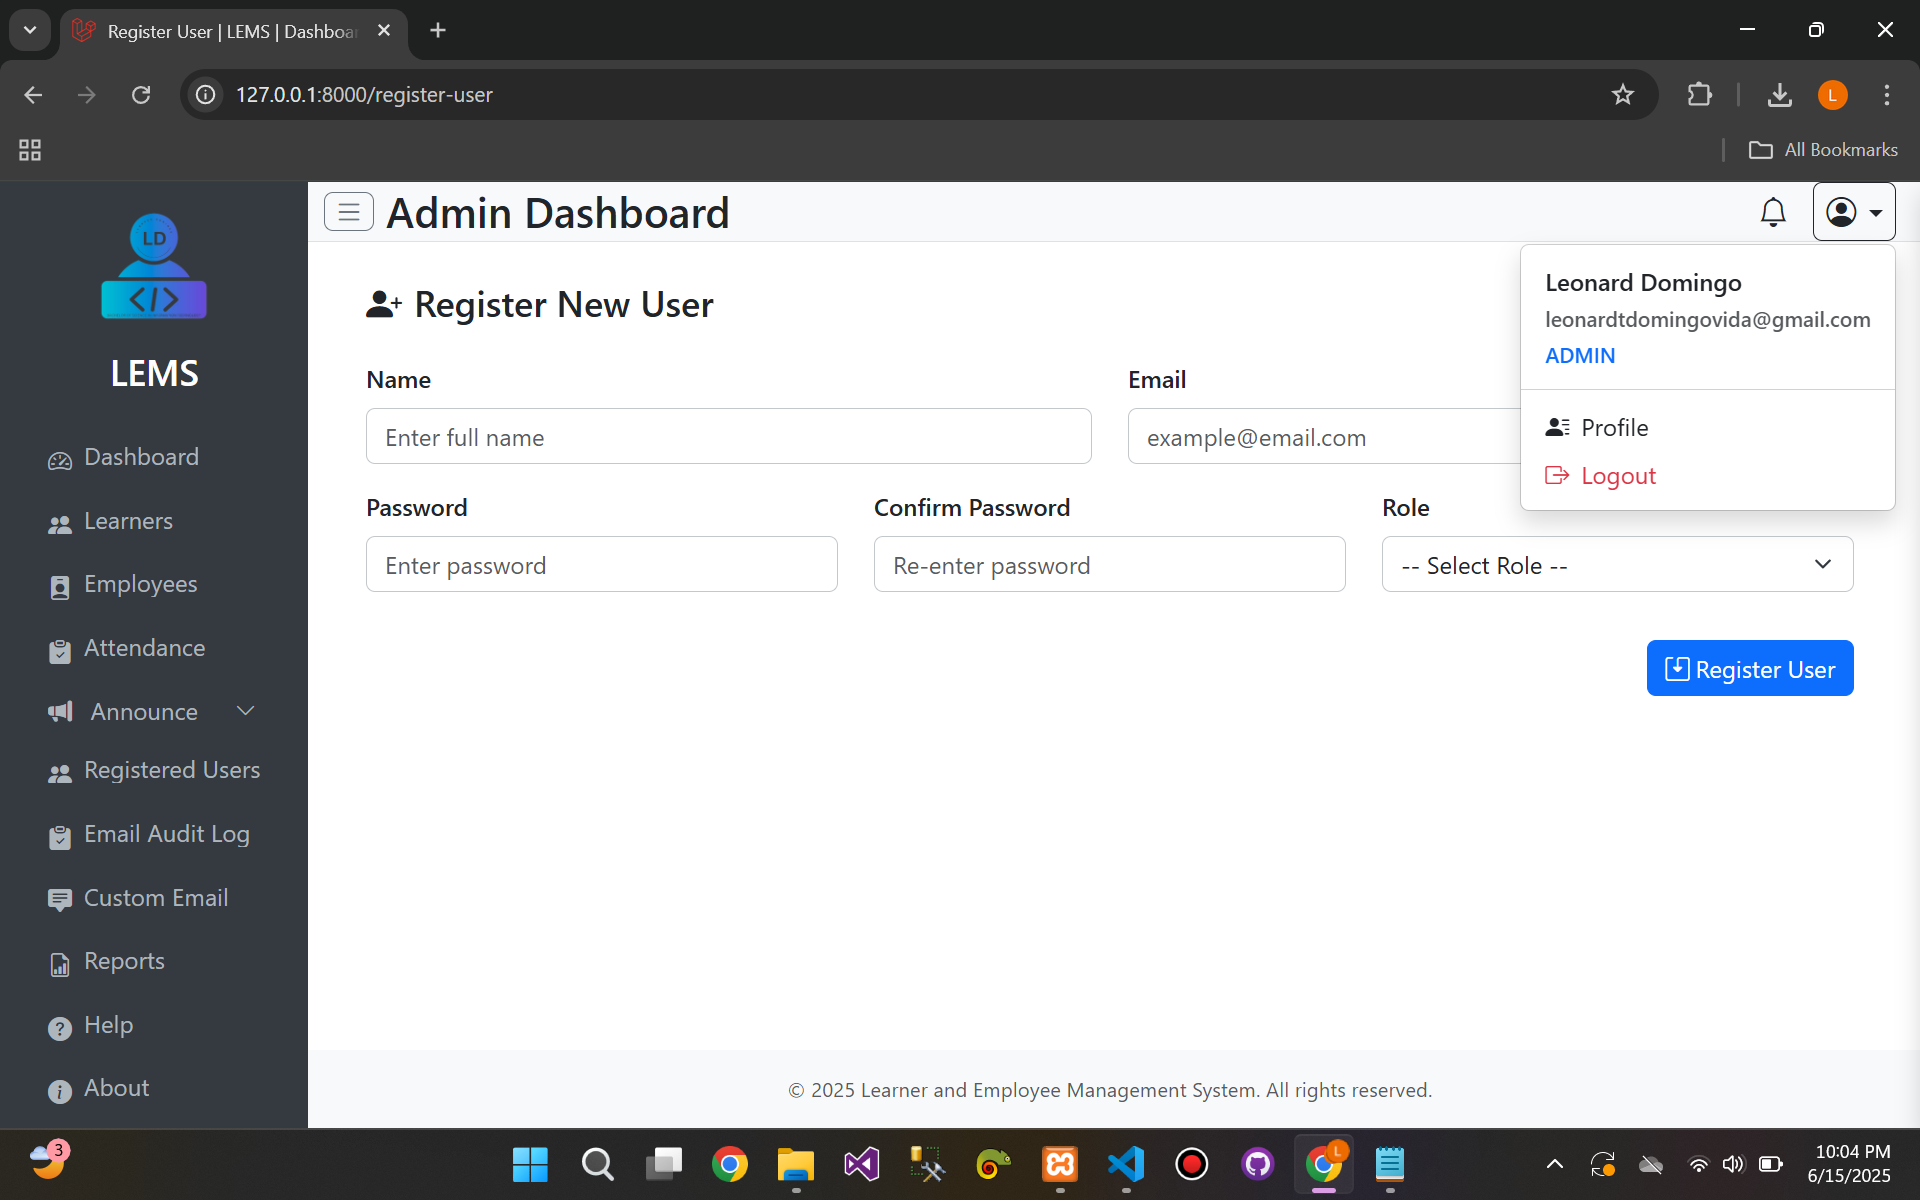 Register User | LEMS | Dashboa
127.0.0.1:8000/register-user
L
All Bookmarks
LD
</>
LEMS
Dashboard
Learners
Employees
Attendance
Announce
Registered Users
Email Audit Log
Custom Email
Reports
Help
About
Admin Dashboard
Leonard Domingo
leonardtdomingovida@gmail.com
ADMIN
Profile
Logout
Register New User
Name
Email
Enter full name
example@email.com
Password
Confirm Password
Role
Enter password
Re-enter password
-- Select Role --
Register User
© 2025 Learner and Employee Management System. All rights reserved.
3
L
10:04 PM
6/15/2025